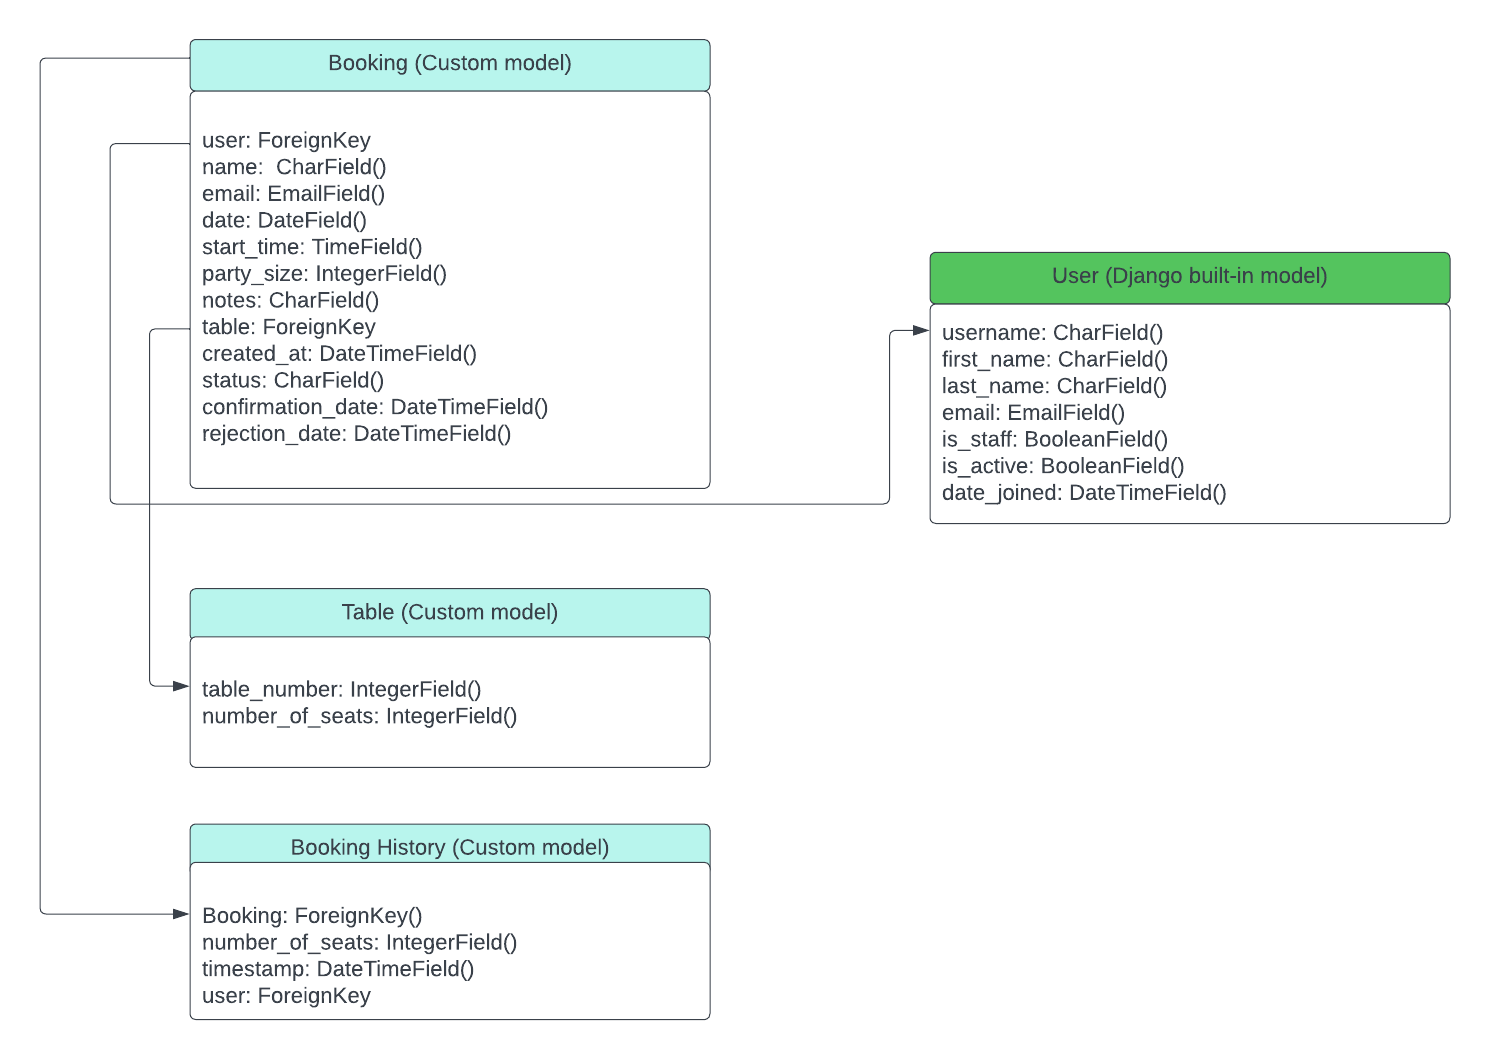 Booking (Custom model)
user: ForeignKey
name:  CharField()
email: EmailField()
date: DateField()
start_time: TimeField()
party_size: IntegerField()
notes: CharField()
table: ForeignKey
created_at: DateTimeField()
status: CharField()
confirmation_date: DateTimeField()
rejection_date: DateTimeField()
User (Django built-in model)
username: CharField()
first_name: CharField()
last_name: CharField()
email: EmailField()
is_staff: BooleanField()
is_active: BooleanField()
date_joined: DateTimeField()
Table (Custom model)
table_number: IntegerField()
number_of_seats: IntegerField()
Booking History (Custom model)
Booking: ForeignKey()
number_of_seats: IntegerField()
timestamp: DateTimeField()
user: ForeignKey